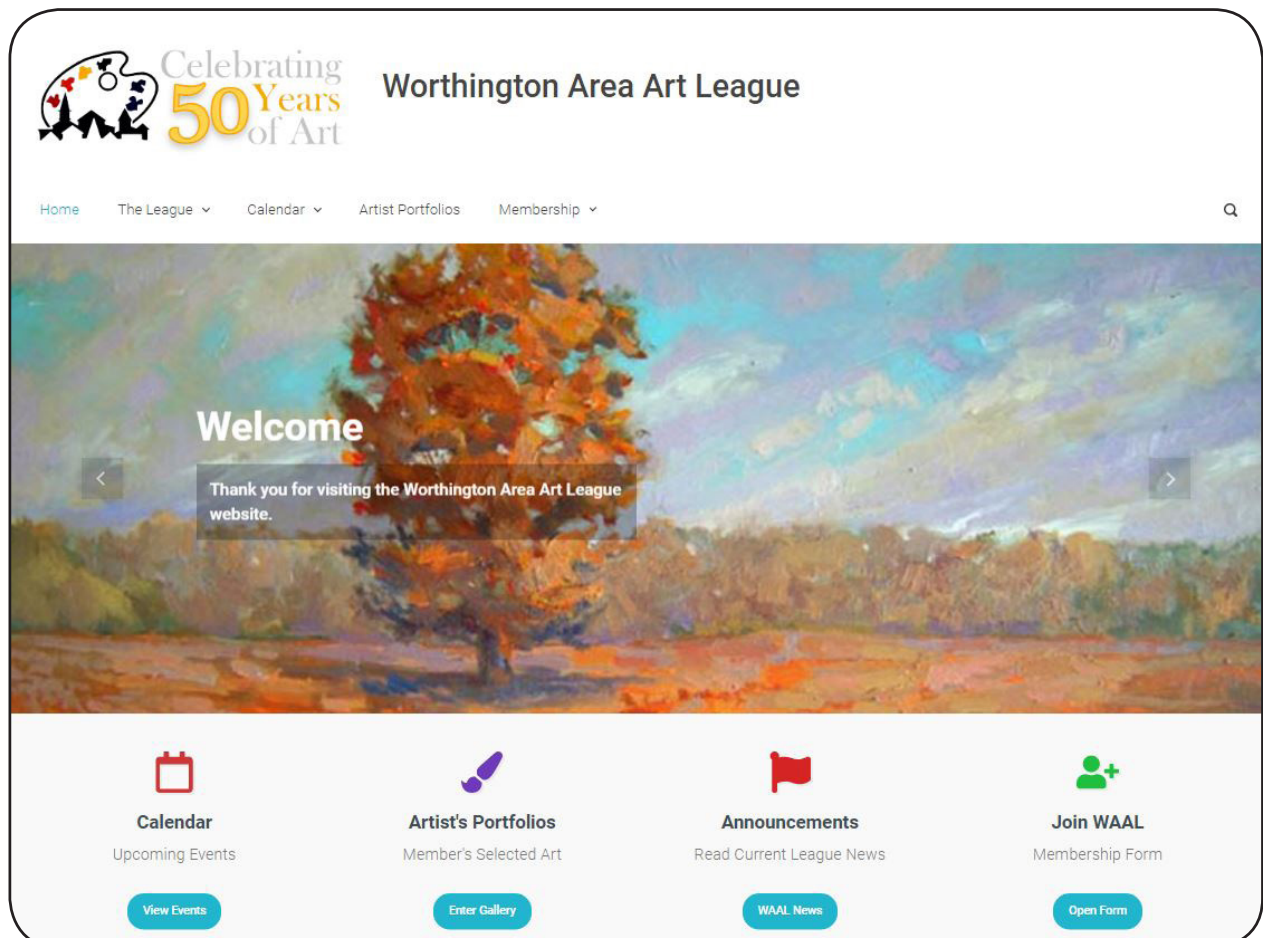 Celebrating
50 Years
of Art
Worthington Area Art League
Home The League Calendar Artist Portfolios Membership
Welcome
Thank you for visiting the Worthington Area Art League
website.
Calendar Artist's Portfolios Announcements Join WAAL
Upcoming Events Member's Selected Art Read Current League News Membership Form
View Events Enter Gallery WAAL News Open Form